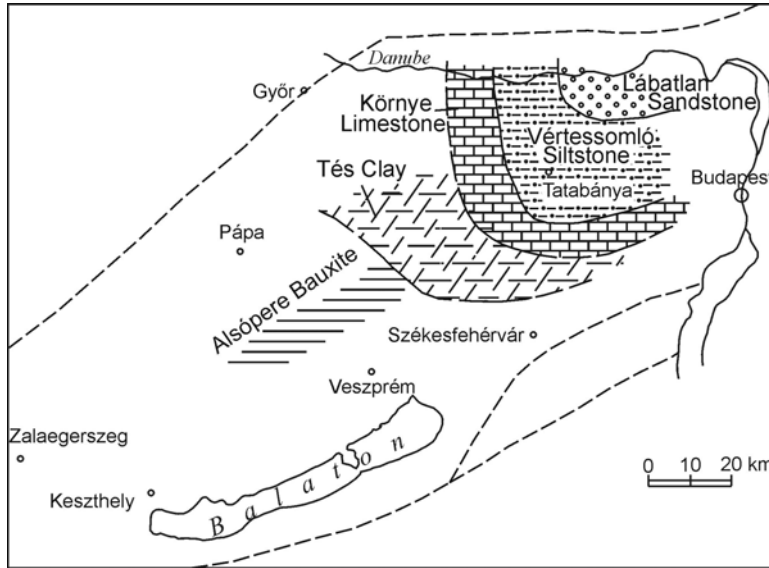 Danube
Győr
Környe
Limestone
Lábatlan
Sandstone
Vértessomló
Siltstone
Tatabánya
Budapest
Tés Clay
Pápa
Alsópere Bauxite
Székesfehérvár
Veszprém
Zalaegerszeg
Keszthely
Balaton
0 10 20 km